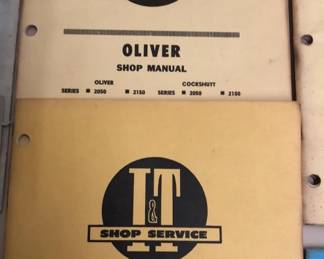 OLIVER
SHOP MANUAL
OLIVER COCKSHUTT
SERIES ■ 2050 ■ 2150 SERIES ■ 2050 ■ 2150
I&T
SHOP SERVICE